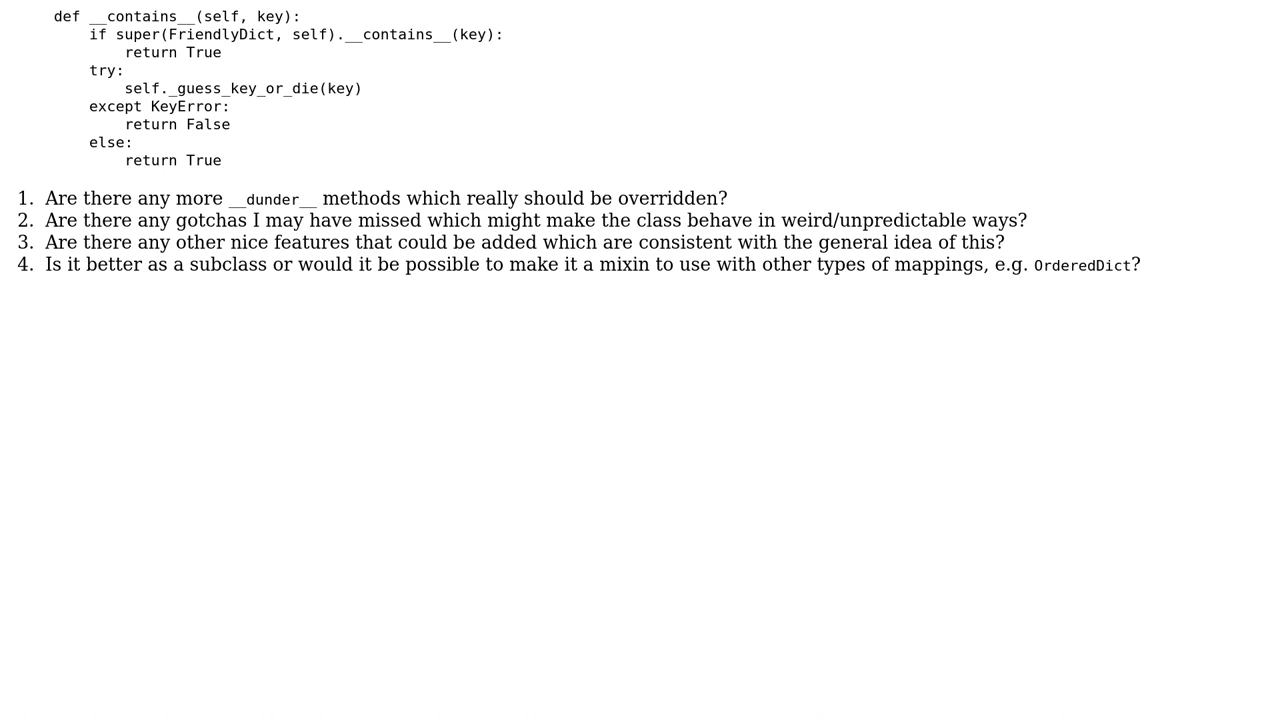 def __contains__(self, key):
    if super(FriendlyDict, self).__contains__(key):
        return True
    try:
        self._guess_key_or_die(key)
    except KeyError:
        return False
    else:
        return True
1. Are there any more __dunder__ methods which really should be overridden?
2. Are there any gotchas I may have missed which might make the class behave in weird/unpredictable ways?
3. Are there any other nice features that could be added which are consistent with the general idea of this?
4. Is it better as a subclass or would it be possible to make it a mixin to use with other types of mappings, e.g. OrderedDict?